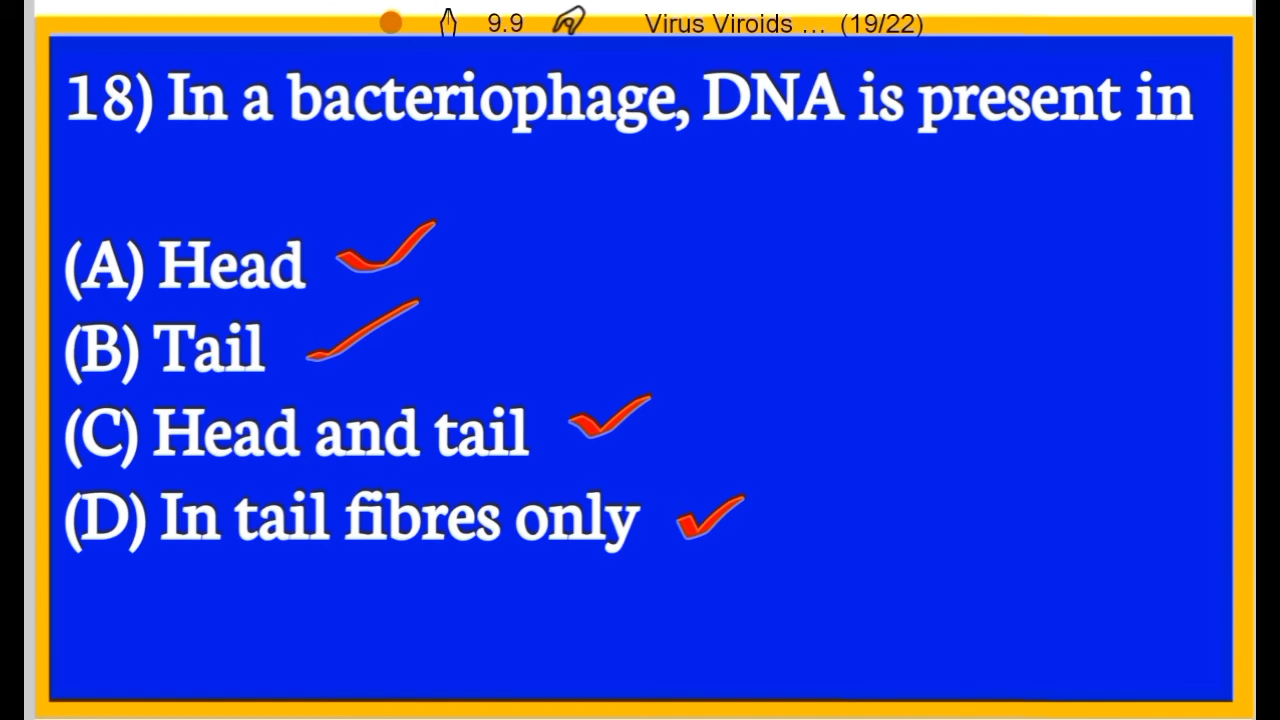 9.9 Virus Viroids ... (19/22)
18) In a bacteriophage, DNA is present in
(A) Head
(B) Tail
(C) Head and tail
(D) In tail fibres only